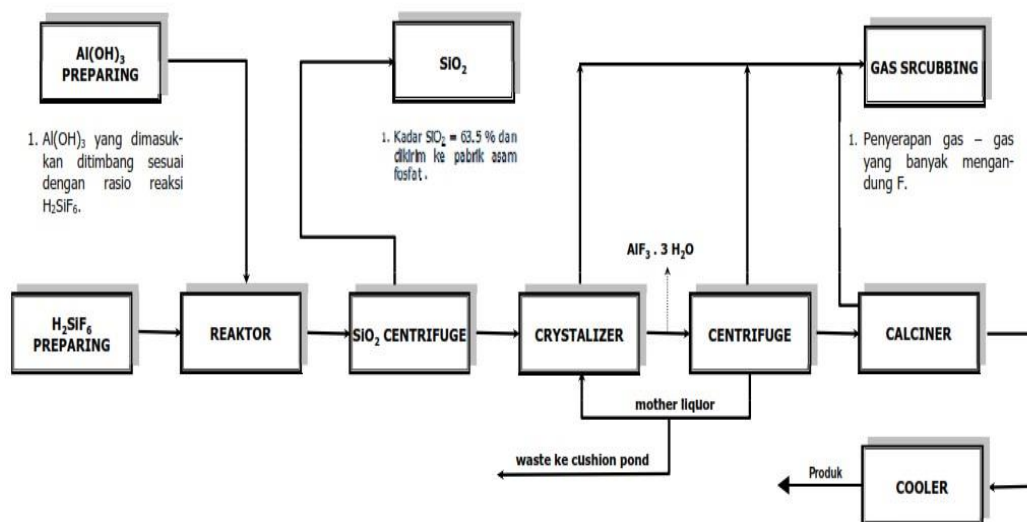 Al(OH)₃
PREPARING
SiO₂
GAS SRCUBBING
1. Al(OH)₃ yang dimasuk-
kan ditimbang sesuai
dengan rasio reaksi
H₂SiF₆.
1. Kadar SIO₂ = 63.5 % dan
dikirim ke pabrik asam
fosfat .
1. Penyerapan gas – gas
yang banyak mengan-
dung F.
AlF₃ . 3 H₂O
H₂SiF₆
PREPARING
REAKTOR
SiO₂ CENTRIFUGE
CRYSTALIZER
CENTRIFUGE
CALCINER
mother liquor
waste ke cushion pond
Produk
COOLER